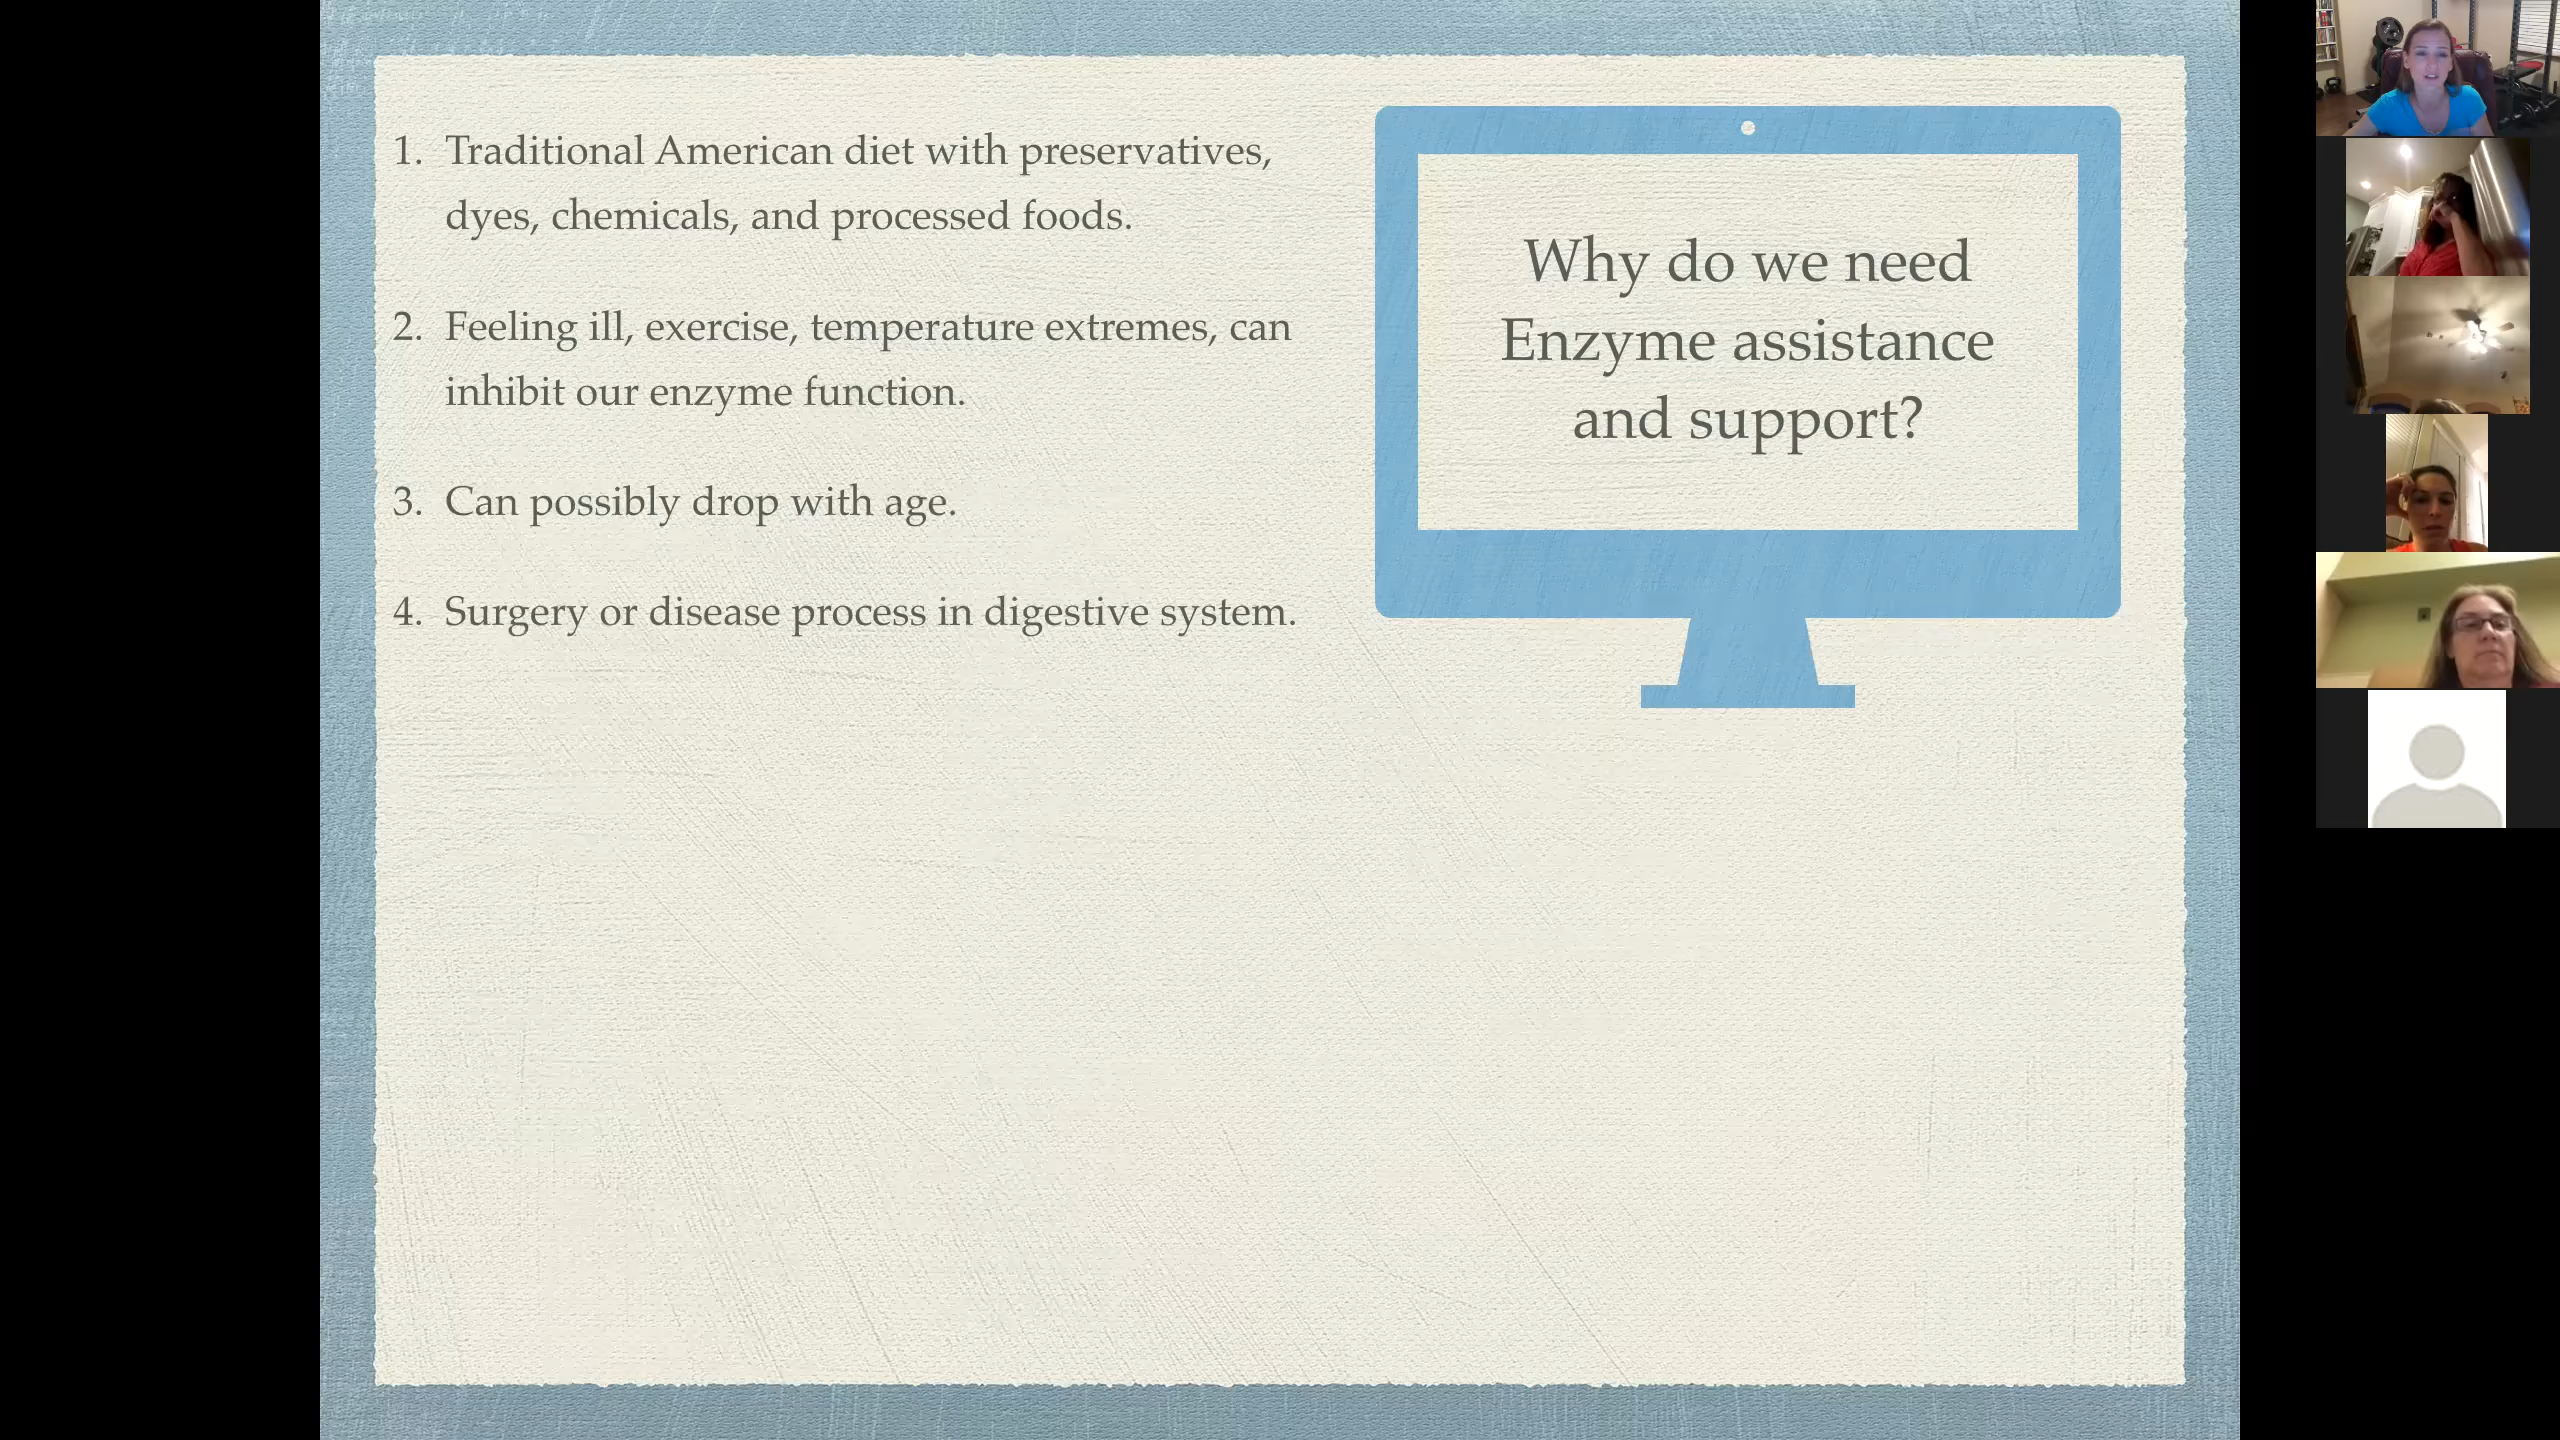 1. Traditional American diet with preservatives,
dyes, chemicals, and processed foods.
2. Feeling ill, exercise, temperature extremes, can
inhibit our enzyme function.
3. Can possibly drop with age.
4. Surgery or disease process in digestive system.
Why do we need
Enzyme assistance
and support?